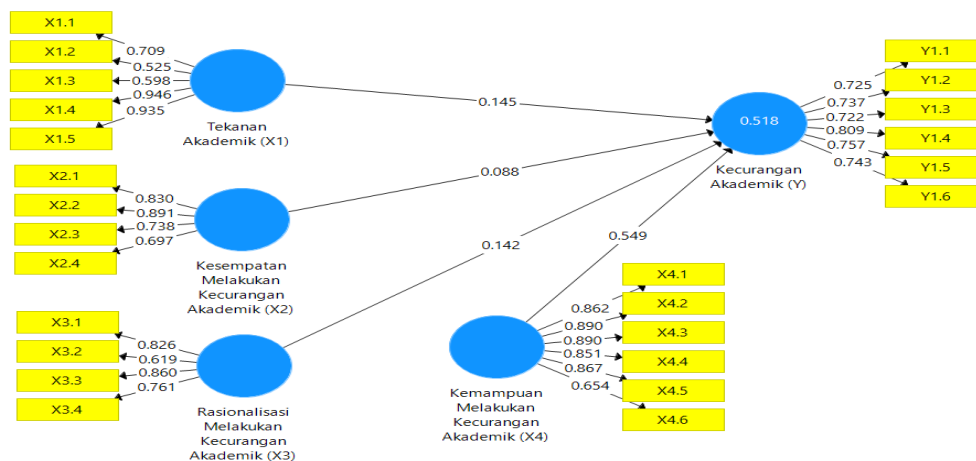 X1.1
X1.2
X1.3
X1.4
X1.5
0.709
0.525
0.598
0.946
0.935
Tekanan
Akademik (X1)
0.145
X2.1
X2.2
X2.3
X2.4
0.830
0.891
0.738
0.697
Kesempatan
Melakukan
Kecurangan
Akademik (X2)
0.088
X3.1
X3.2
X3.3
X3.4
0.826
0.619
0.860
0.761
Rasionalisasi
Melakukan
Kecurangan
Akademik (X3)
0.142
Kemampuan
Melakukan
Kecurangan
Akademik (X4)
0.549
0.862
0.890
0.890
0.851
0.867
0.654
X4.1
X4.2
X4.3
X4.4
X4.5
X4.6
0.518
Kecurangan
Akademik (Y)
0.725
0.737
0.722
0.809
0.757
0.743
Y1.1
Y1.2
Y1.3
Y1.4
Y1.5
Y1.6